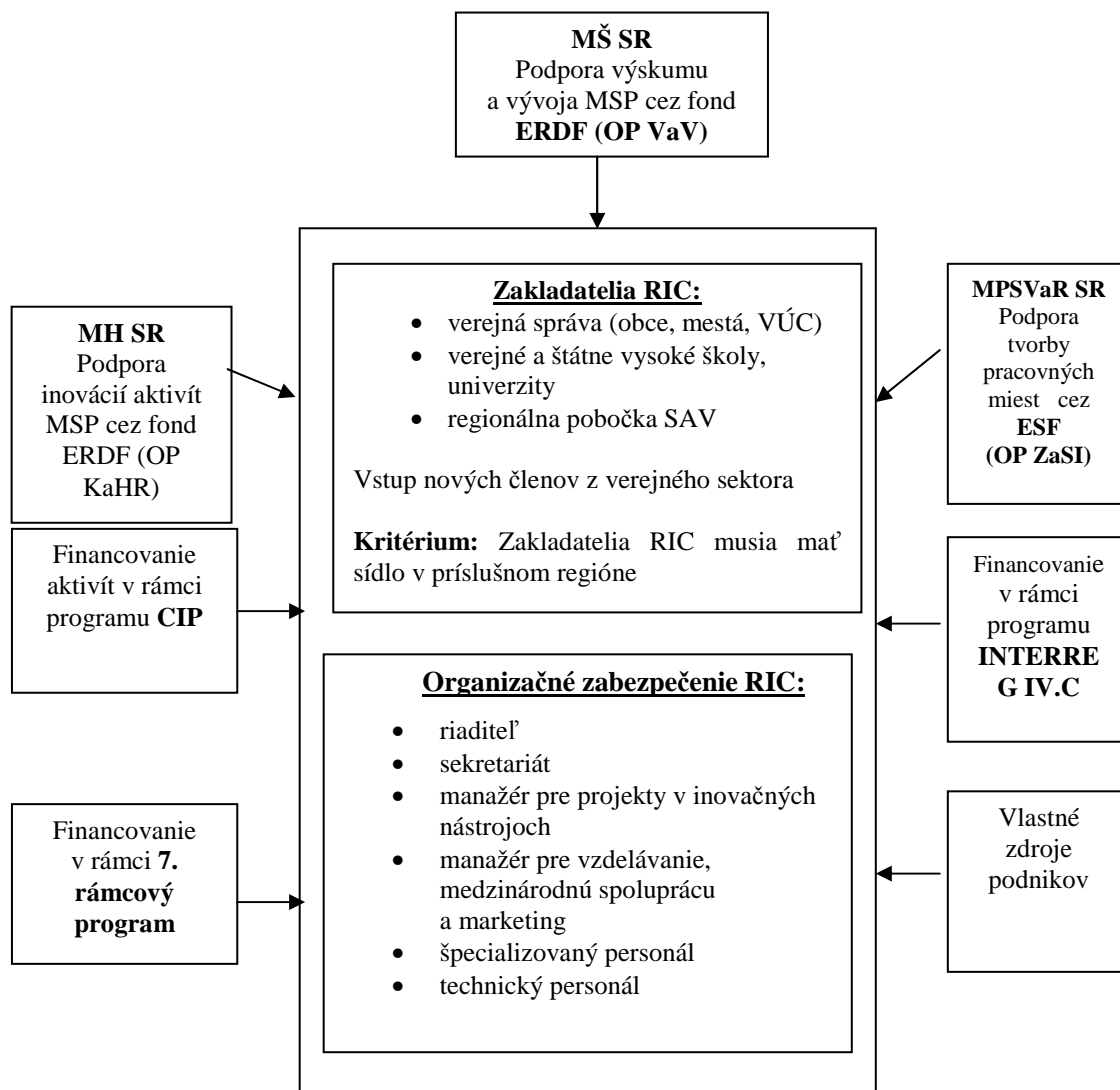 MŠ SR
Podpora výskumu
a vývoja MSP cez fond
ERDF (OP VaV)
MH SR
Podpora
inovácií aktivít
MSP cez fond
ERDF (OP
KaHR)
Financovanie
aktivít v rámci
programu CIP
Financovanie
v rámci 7.
rámcový
program
Zakladatelia RIC:
• verejná správa (obce, mestá, VÚC)
• verejné a štátne vysoké školy,
univerzity
• regionálna pobočka SAV
Vstup nových členov z verejného sektora
Kritérium: Zakladatelia RIC musia mať
sídlo v príslušnom regióne
Organizačné zabezpečenie RIC:
• riaditeľ
• sekretariát
• manažér pre projekty v inovačných
nástrojoch
• manažér pre vzdelávanie,
medzinárodnú spoluprácu
a marketing
• špecializovaný personál
• technický personál
MPSVaR SR
Podpora
tvorby
pracovných
miest cez
ESF
(OP ZaSI)
Financovanie
v rámci
programu
INTERRE
G IV.C
Vlastné
zdroje
podnikov